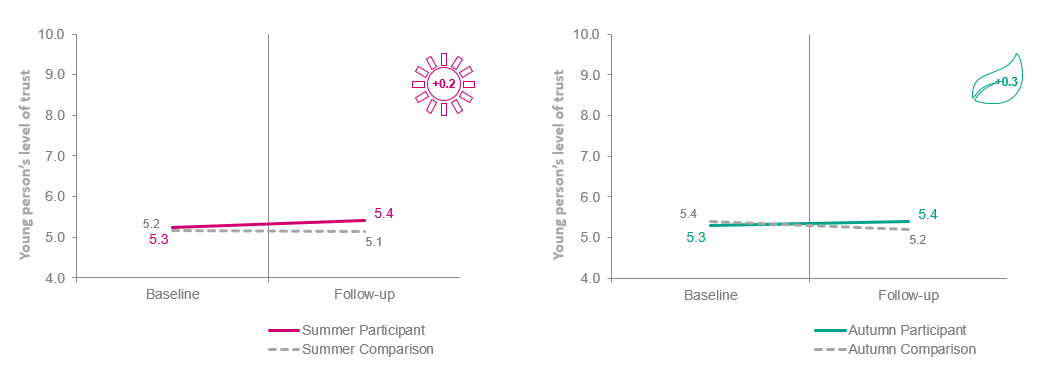 10.0
9.0
8.0
7.0
6.0
5.0
4.0
Young person's level of trust
+0.2
5.2
5.3
5.4
5.1
Baseline
Follow-up
Summer Participant
Summer Comparison
10.0
9.0
8.0
7.0
6.0
5.0
4.0
Young person's level of trust
+0.3
5.4
5.3
5.4
5.2
Baseline
Follow-up
Autumn Participant
Autumn Comparison